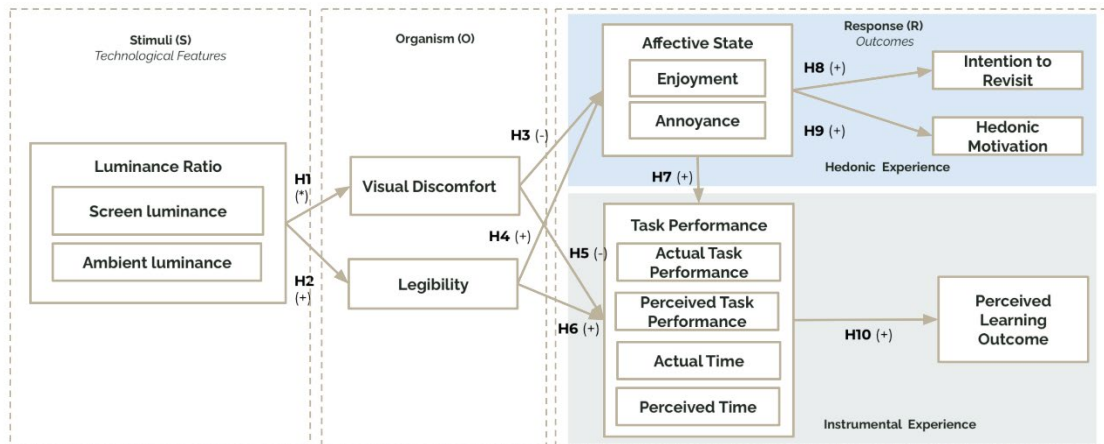 Stimuli (S)
Technological Features
Luminance Ratio
Screen luminance
Ambient luminance
H1
(*)
H2
(+)
Organism (O)
Visual Discomfort
Legibility
H3 (-)
H4 (+)
H5 (-)
H6 (+)
Response (R)
Outcomes
Affective State
Enjoyment
Annoyance
H8 (+)
H9 (+)
Intention to
Revisit
Hedonic
Motivation
Hedonic Experience
H7 (+)
Task Performance
Actual Task
Performance
Perceived Task
Performance
Actual Time
Perceived Time
H10 (+)
Perceived
Learning
Outcome
Instrumental Experience